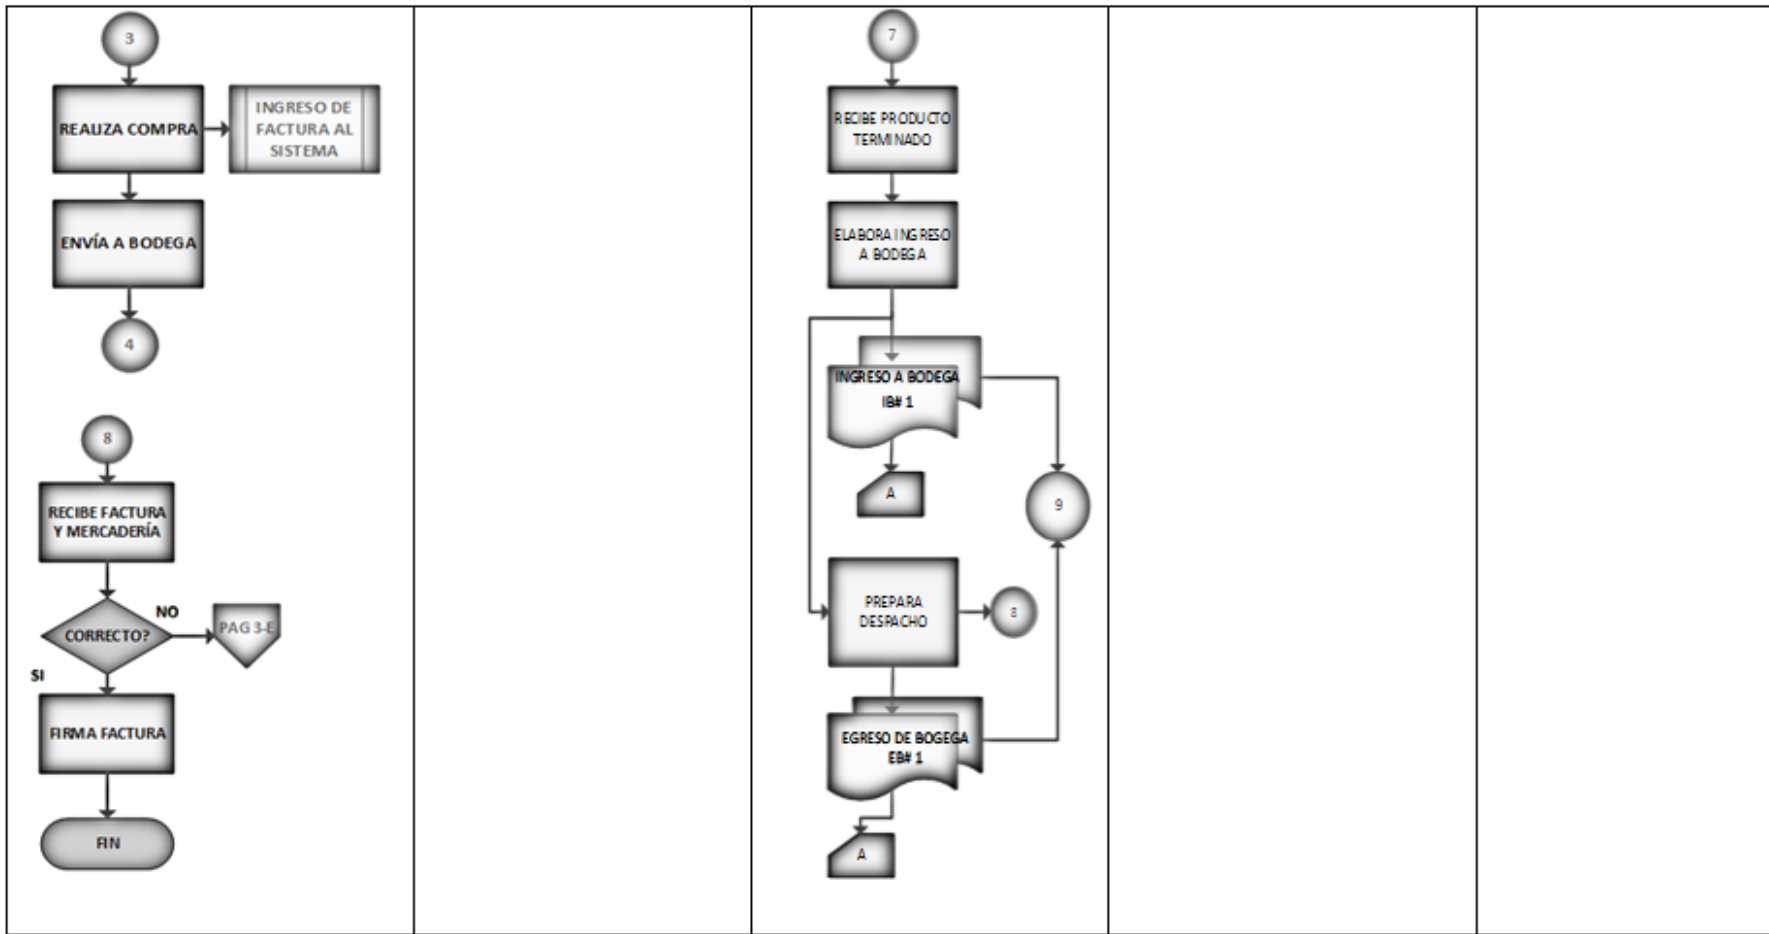 3
REALIZA COMPRA
INGRESO DE
FACTURA AL
SISTEMA
ENVÍA A BODEGA
4
8
RECIBE FACTURA
Y MERCADERÍA
CORRECTO?
NO
PAG 3-E
SI
FIRMA FACTURA
FIN
7
RECIBE PRODUCTO
TERMINADO
ELABORA INGRESO
A BODEGA
INGRESO A BODEGA
IB# 1
A
9
PREPARA
DESPACHO
8
EGRESO DE BOGEGA
EB# 1
A